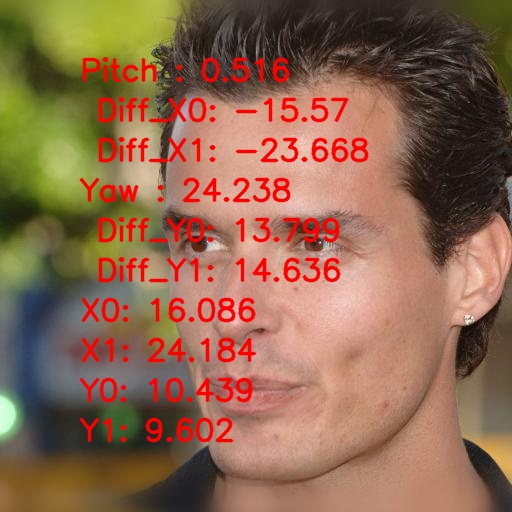 Pitch : 0.516
Diff_X0: -15.57
Diff_X1: -23.668
Yaw : 24.238
Diff_Y0: 13.799
Diff_Y1: 14.636
X0: 16.086
X1: 24.184
Y0: 10.439
Y1: 9.602